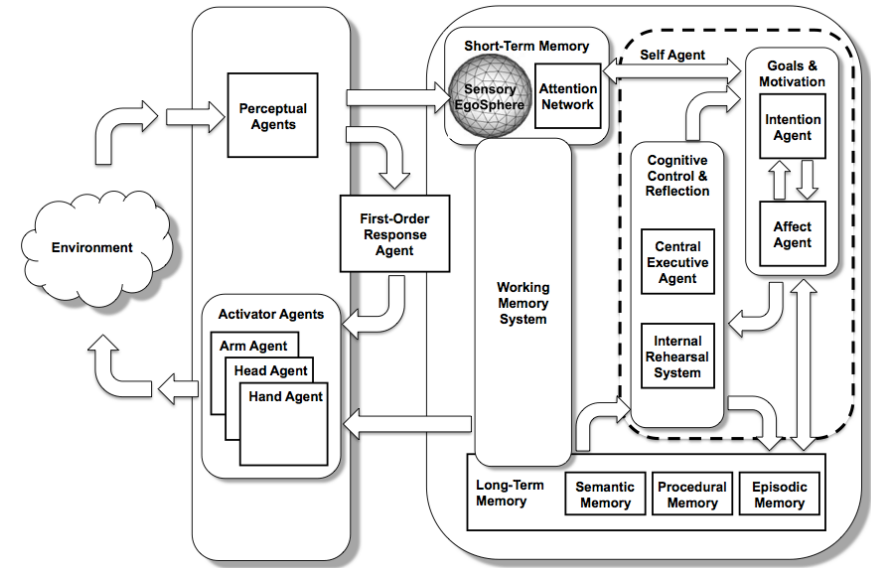 Short-Term Memory
Sensory
EgoSphere
Attention
Network
Self Agent
Goals &
Motivation
Intention
Agent
Affect
Agent
Perceptual
Agents
Cognitive
Control &
Reflection
Central
Executive
Agent
Internal
Rehearsal
System
First-Order
Response
Agent
Environment
Working
Memory
System
Activator Agents
Arm Agent
Head Agent
Hand Agent
Long-Term
Memory
Semantic
Memory
Procedural
Memory
Episodic
Memory